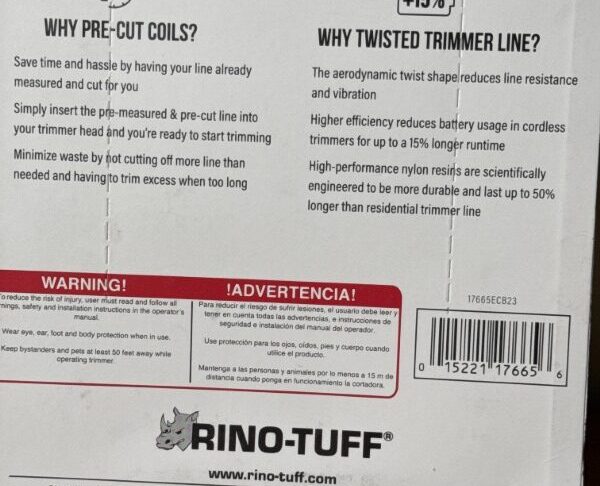 WHY PRE-CUT COILS?
Save time and hassle by having your line already
measured and cut for you
Simply insert the pre-measured & pre-cut line into
your trimmer head and you're ready to start trimming
Minimize waste by not cutting off more line than
needed and having to trim excess when too long
+15%
WHY TWISTED TRIMMER LINE?
The aerodynamic twist shape reduces line resistance
and vibration
Higher efficiency reduces battery usage in cordless
trimmers for up to a 15% longer runtime
High-performance nylon resins are scientifically
engineered to be more durable and last up to 50%
longer than residential trimmer line
WARNING!
To reduce the risk of injury, user must read and follow all
rnings, safety and installation instructions in the operator's
manual.
Wear eye, ear, foot and body protection when in use.
Keep bystanders and pets at least 50 feet away while
operating trimmer.
!ADVERTENCIA!
Para reducir el riesgo de sufrir lesiones, el usuario debe leer y
tener en cuenta todas las advertencias, e instrucciones de
seguridad e instalación del manual del operador.
Use protección para los ojos, oídos, pies y cuerpo cuando
utilice el producto.
Mantenga a las personas y animales por lo menos a 15 m de
distancia cuando ponga en funcionamiento la cortadora.
17665ECB23
0 15221 17665 6
RINO-TUFF®
www.rino-tuff.com